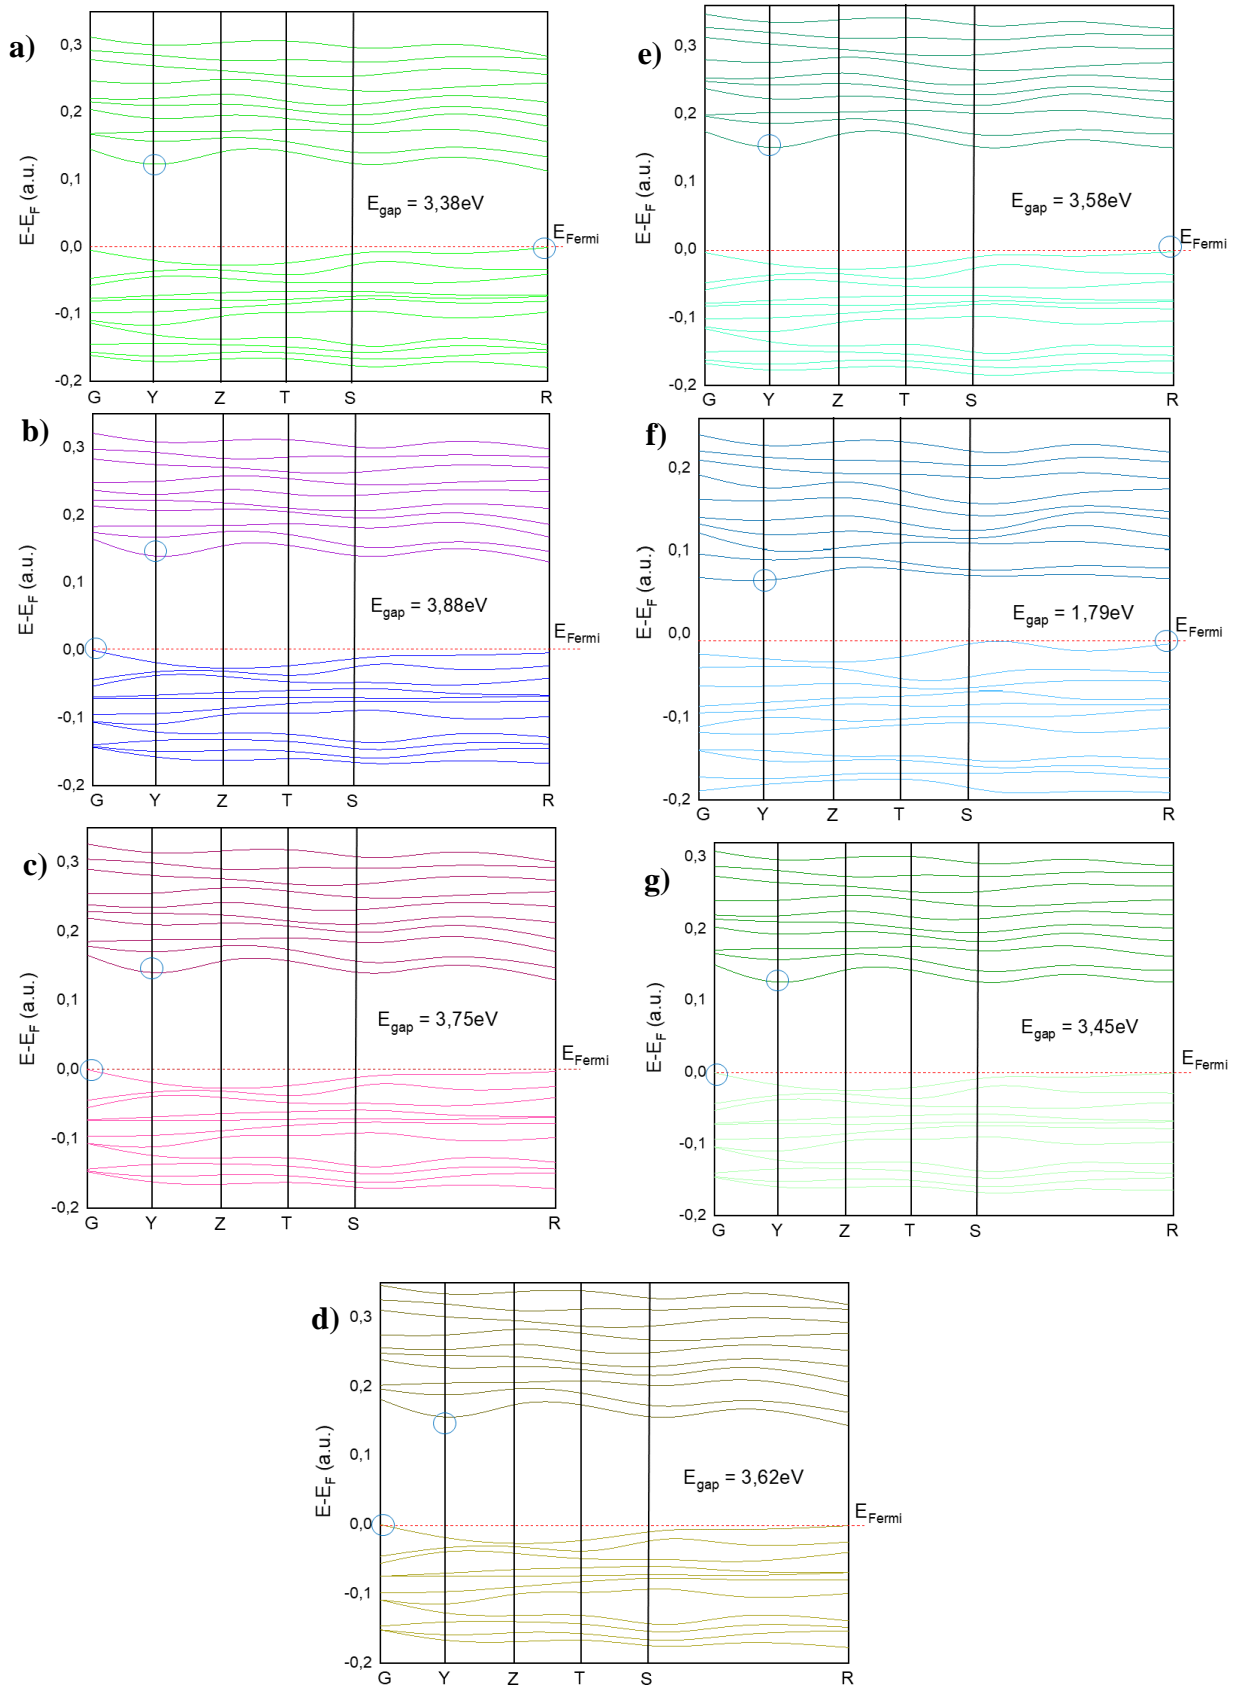 a)
0,3
0,2
0,1
0,0
-0,1
-0,2
E-E_F (a.u.)
E_gap = 3,38eV
E_Fermi
G Y Z T S R
e)
0,3
0,2
0,1
0,0
-0,1
-0,2
E-E_F (a.u.)
E_gap = 3,58eV
E_Fermi
G Y Z T S R
b)
0,3
0,2
0,1
0,0
-0,1
-0,2
E-E_F (a.u.)
E_gap = 3,88eV
E_Fermi
G Y Z T S R
f)
0,2
0,1
0,0
-0,1
-0,2
E-E_F (a.u.)
E_gap = 1,79eV
E_Fermi
G Y Z T S R
c)
0,3
0,2
0,1
0,0
-0,1
-0,2
E-E_F (a.u.)
E_gap = 3,75eV
E_Fermi
G Y Z T S R
g)
0,3
0,2
0,1
0,0
-0,1
-0,2
E-E_F (a.u.)
E_gap = 3,45eV
E_Fermi
G Y Z T S R
d)
0,3
0,2
0,1
0,0
-0,1
-0,2
E-E_F (a.u.)
E_gap = 3,62eV
E_Fermi
G Y Z T S R